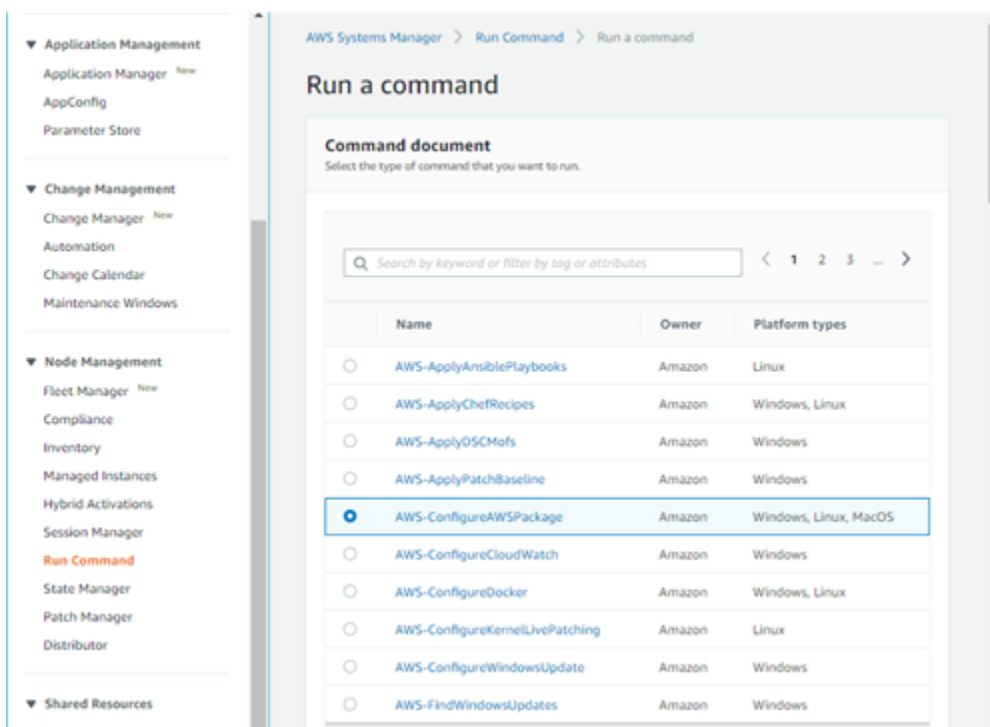 Application Management
Application Manager New
AppConfig
Parameter Store
Change Management
Change Manager New
Automation
Change Calendar
Maintenance Windows
Node Management
Fleet Manager New
Compliance
Inventory
Managed Instances
Hybrid Activations
Session Manager
Run Command
State Manager
Patch Manager
Distributor
Shared Resources
AWS Systems Manager > Run Command > Run a command
Run a command
Command document
Select the type of command that you want to run.
Search by keyword or filter by tag or attributes < 1 2 3 ... >
Name Owner Platform types
AWS-ApplyAnsiblePlaybooks Amazon Linux
AWS-ApplyChefRecipes Amazon Windows, Linux
AWS-ApplyDSCMofs Amazon Windows
AWS-ApplyPatchBaseline Amazon Windows
AWS-ConfigureAWSPackage Amazon Windows, Linux, MacOS
AWS-ConfigureCloudWatch Amazon Windows
AWS-ConfigureDocker Amazon Windows, Linux
AWS-ConfigureKernelLivePatching Amazon Linux
AWS-ConfigureWindowsUpdate Amazon Windows
AWS-FindWindowsUpdates Amazon Windows